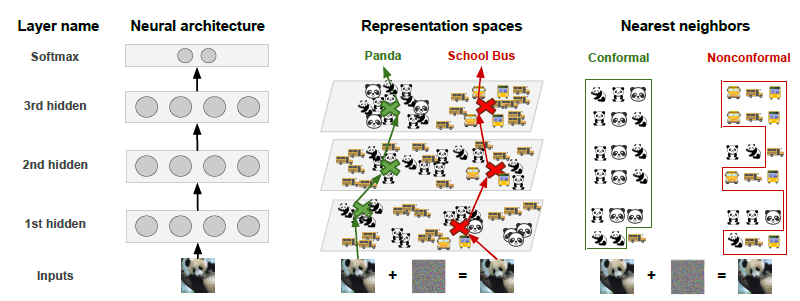 Layer name Neural architecture Representation spaces Nearest neighbors
Softmax Panda School Bus Conformal Nonconformal
3rd hidden
2nd hidden
1st hidden
Inputs + = + =